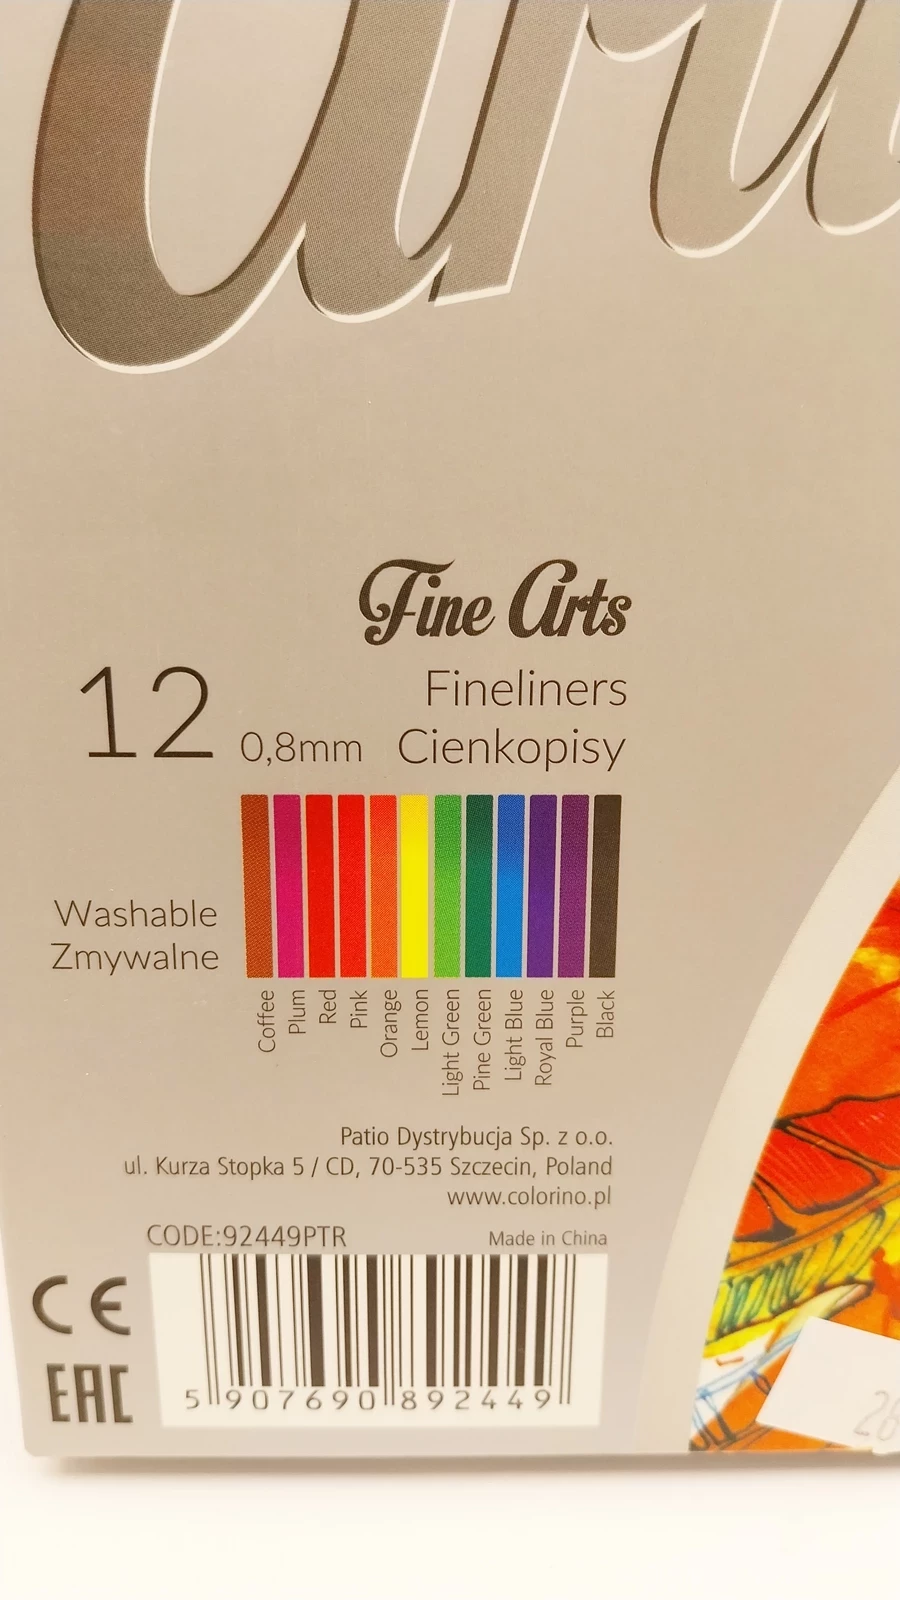 Fine Arts
12 0,8mm
Fineliners
Cienkopisy
Washable
Zmywalne
Coffee
Plum
Red
Pink
Orange
Lemon
Light Green
Pine Green
Light Blue
Royal Blue
Purple
Black
Patio Dystrybucja Sp. z o.o.
ul. Kurza Stopka 5 / CD, 70-535 Szczecin, Poland
www.colorino.pl
CODE:92449PTR
Made in China
CE
EAC
5 907690 892449